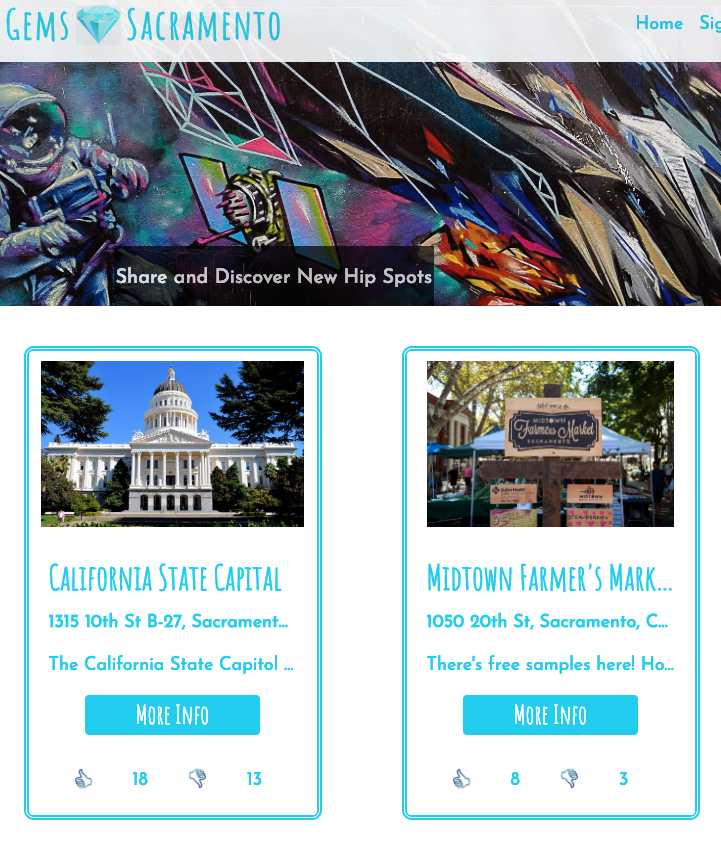 Gems Sacramento
Home Sig
Share and Discover New Hip Spots
Midtown
Farmers Market
Sacramento
California State Capital
Midtown Farmer's Mark...
1315 10th St B-27, Sacrament...
1050 20th St, Sacramento, C...
The California State Capitol ...
There's free samples here! Ho...
More Info
More Info
18 13
8 3